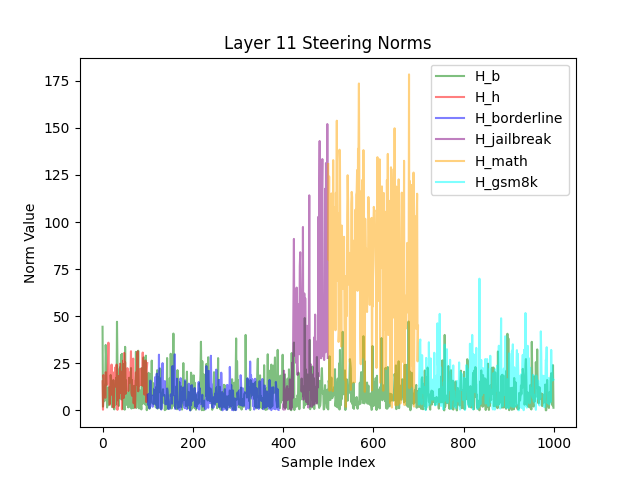 Layer 11 Steering Norms
Norm Value
175
150
125
100
75
50
25
0
0 200 400 600 800 1000
Sample Index
H_b
H_h
H_borderline
H_jailbreak
H_math
H_gsm8k